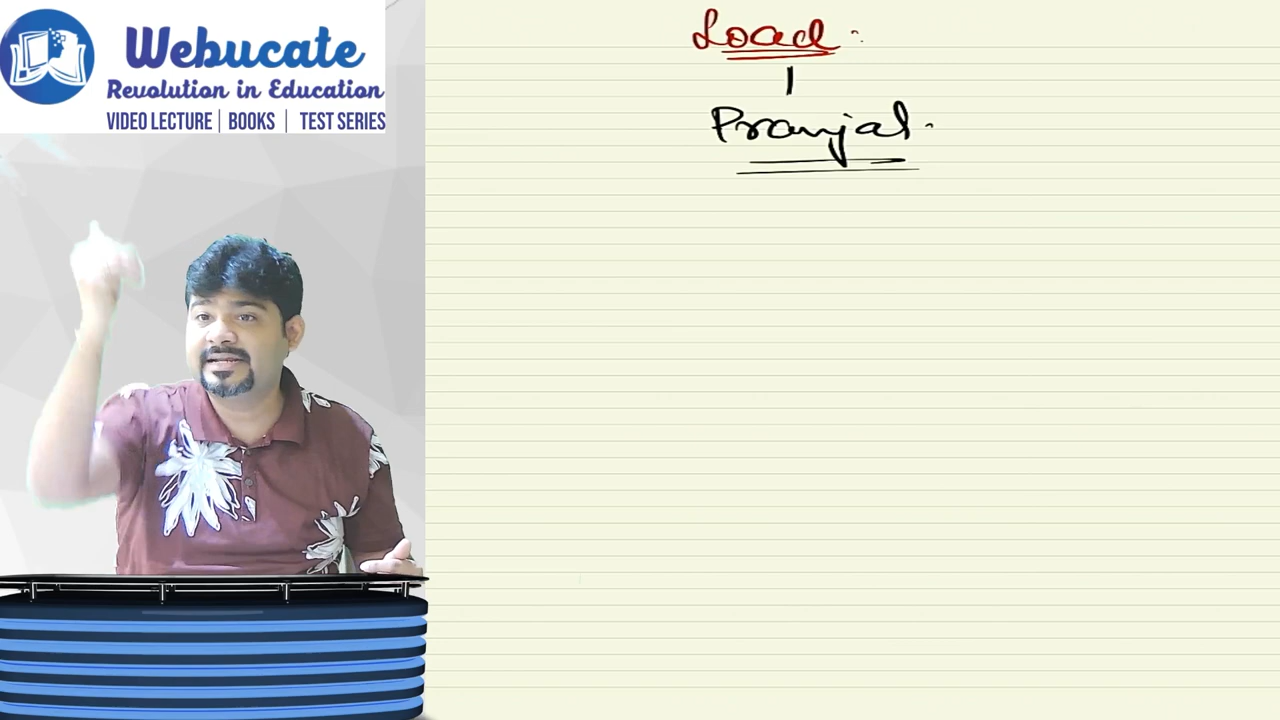 Webucate
Revolution in Education
VIDEO LECTURE | BOOKS | TEST SERIES
Load :
Pranjal.